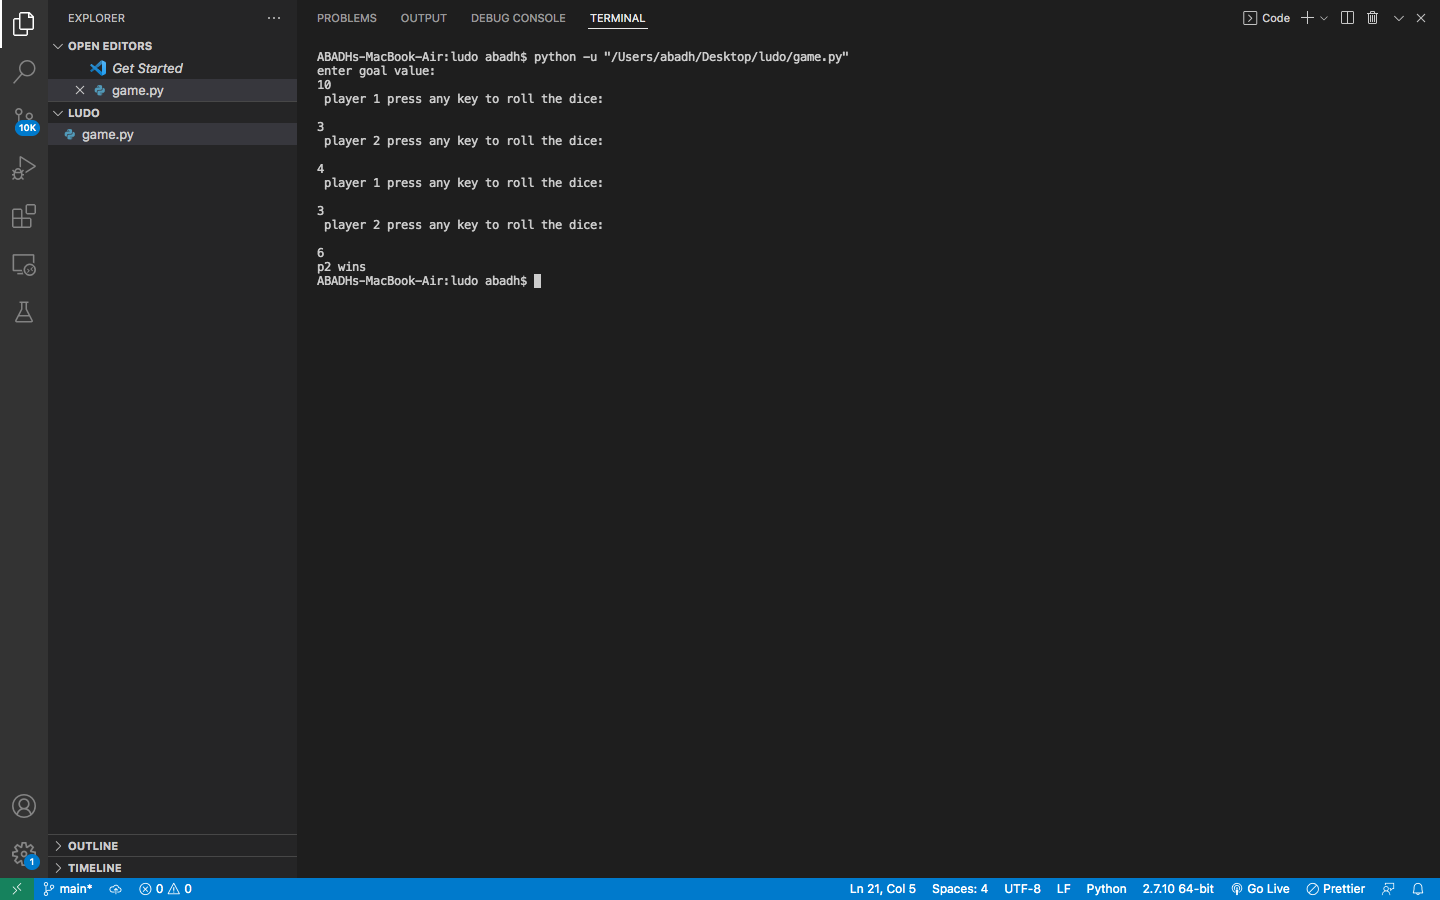 EXPLORER
OPEN EDITORS
Get Started
game.py
LUDO
game.py
10K
1
OUTLINE
TIMELINE
PROBLEMS OUTPUT DEBUG CONSOLE TERMINAL
Code
ABADHs-MacBook-Air:ludo abadh$ python -u "/Users/abadh/Desktop/ludo/game.py"
enter goal value:
10
player 1 press any key to roll the dice:
3
player 2 press any key to roll the dice:
4
player 1 press any key to roll the dice:
3
player 2 press any key to roll the dice:
6
p2 wins
ABADHs-MacBook-Air:ludo abadh$
main* 0 0 Ln 21, Col 5 Spaces: 4 UTF-8 LF Python 2.7.10 64-bit Go Live Prettier